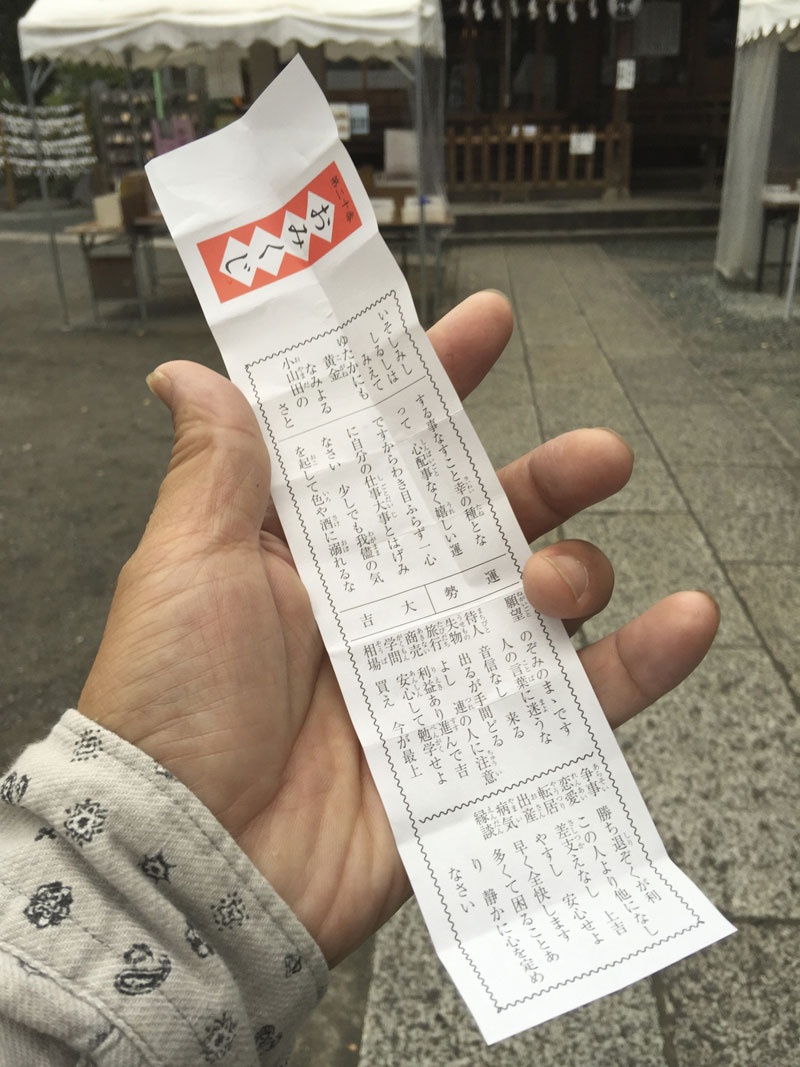 第二十番
おみくじ
いそしみし
しるしは
みえて
ゆたかにも
黄金
なみよる
小山田の
さと
する事なすこと幸の種とな
って 心配事なく嬉しい運
ですからわき目ふらず一心
に自分の仕事大事とはげみ
なさい 少しでも我儘の気
を起して色や酒に溺れるな
運勢
大吉
願望 のぞみのまゝです
人の言葉に迷うな
待人 音信なし 来る
失物 出るが手間どる
旅行 よし 連の人に注意
商売 利益あり進んで吉
学問 安心して勉学せよ
相場 買え 今が最上
争事 勝ち退ぞくが利
恋愛 この人より他になし
転居 差支えなし 上吉
出産 やすし 安心せよ
病気 早く全快します
縁談 多くて困ることあ
り 静かに心を定め
なさい